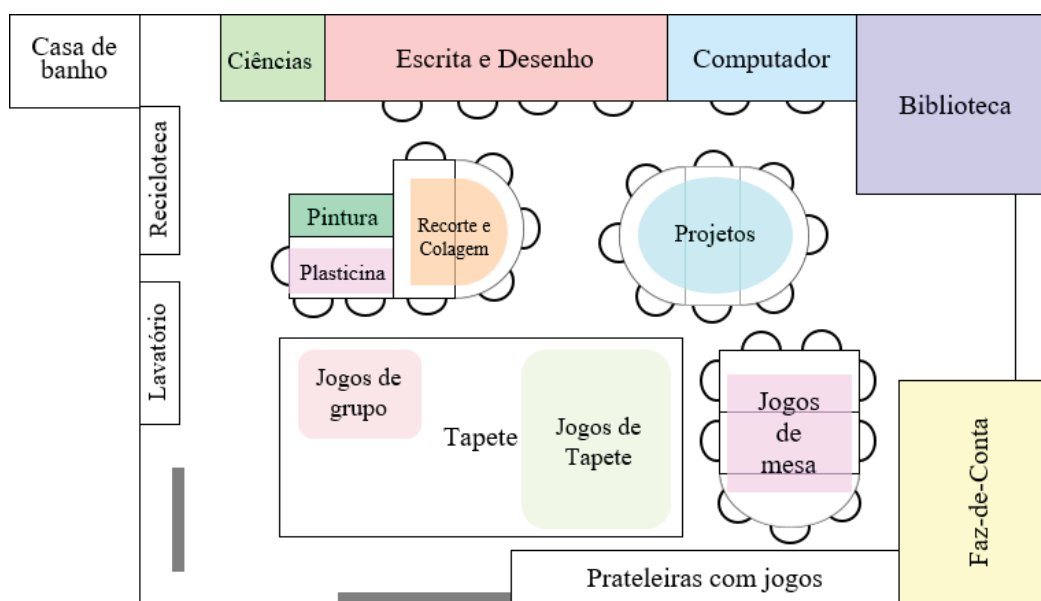 Casa de
banho
Ciências
Escrita e Desenho
Computador
Biblioteca
Recicloteca
Pintura
Recorte e
Colagem
Projetos
Plasticina
Lavatório
Jogos de
grupo
Tapete
Jogos de
Tapete
Jogos
de
mesa
Faz-de-Conta
Prateleiras com jogos